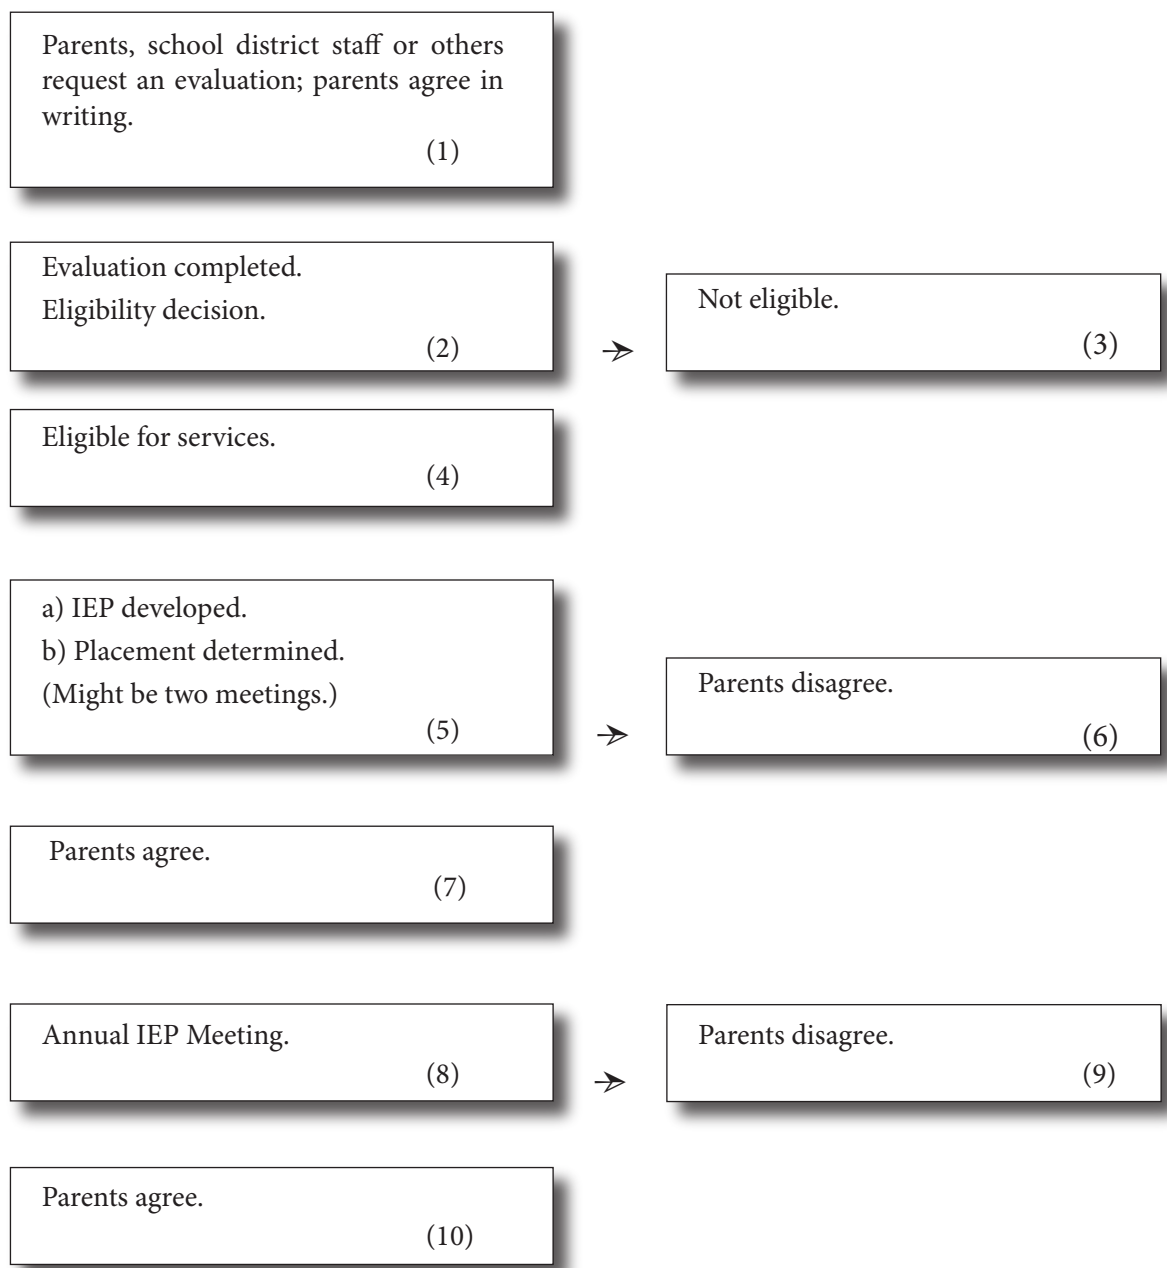 Parents, school district staff or others
request an evaluation; parents agree in
writing.
(1)
Evaluation completed.
Eligibility decision.
(2)
Not eligible.
(3)
Eligible for services.
(4)
a) IEP developed.
b) Placement determined.
(Might be two meetings.)
(5)
Parents disagree.
(6)
Parents agree.
(7)
Annual IEP Meeting.
(8)
Parents disagree.
(9)
Parents agree.
(10)